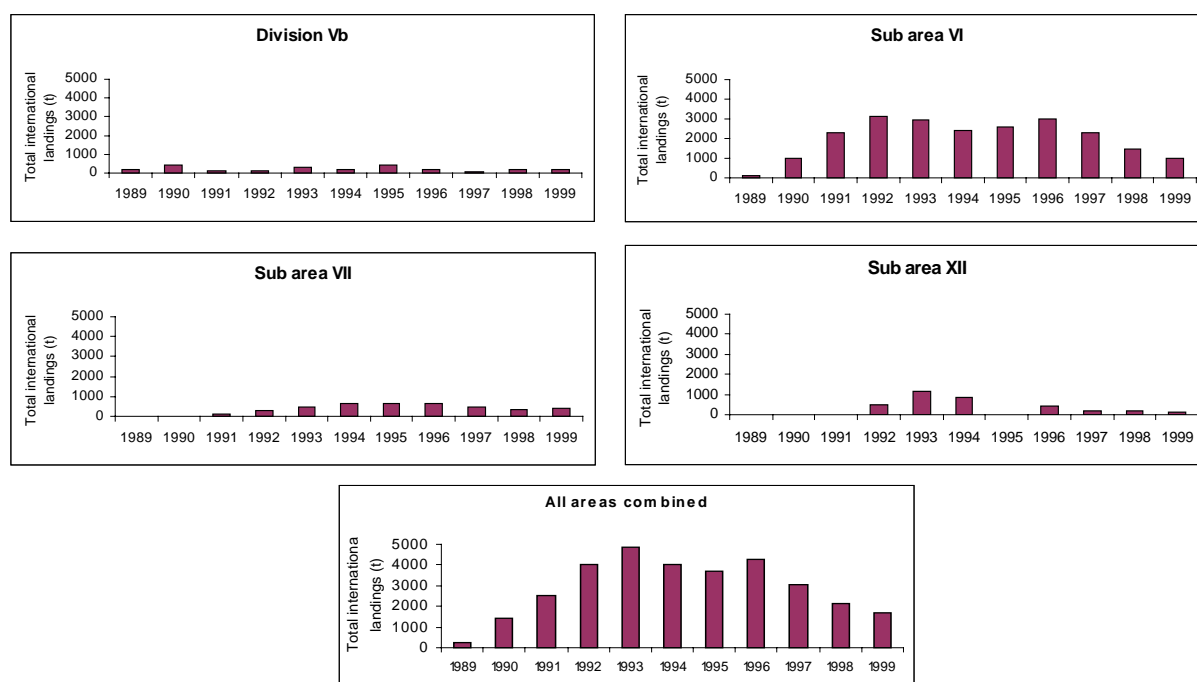 Division Vb
Total international
landings (t)
5000
4000
3000
2000
1000
0
1989 1990 1991 1992 1993 1994 1995 1996 1997 1998 1999
Sub area VI
Total international
landings (t)
5000
4000
3000
2000
1000
0
1989 1990 1991 1992 1993 1994 1995 1996 1997 1998 1999
Sub area VII
Total international
landings (t)
5000
4000
3000
2000
1000
0
1989 1990 1991 1992 1993 1994 1995 1996 1997 1998 1999
Sub area XII
Total international
landings (t)
5000
4000
3000
2000
1000
0
1989 1990 1991 1992 1993 1994 1995 1996 1997 1998 1999
All areas combined
Total internationa
landings (t)
5000
4000
3000
2000
1000
0
1989 1990 1991 1992 1993 1994 1995 1996 1997 1998 1999